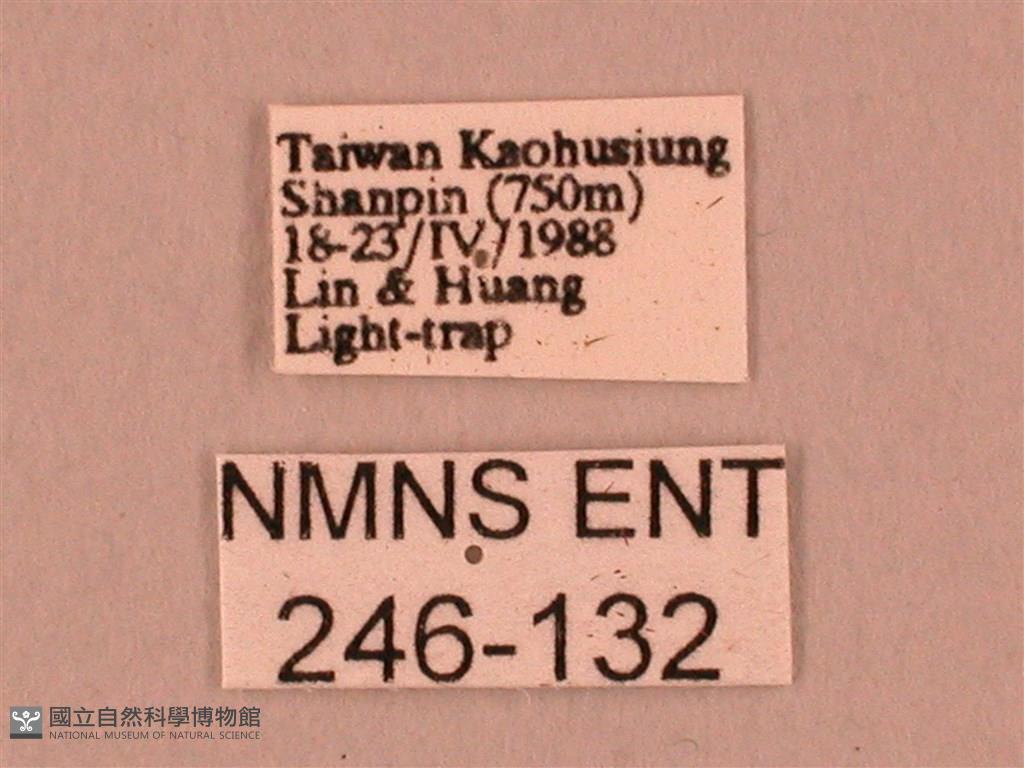 Taiwan Kaohusiung
Shanpin (750m)
18-23/IV./1988
Lin & Huang
Light-trap
NMNS ENT
246-132
國立自然科學博物館
NATIONAL MUSEUM OF NATURAL SCIENCE